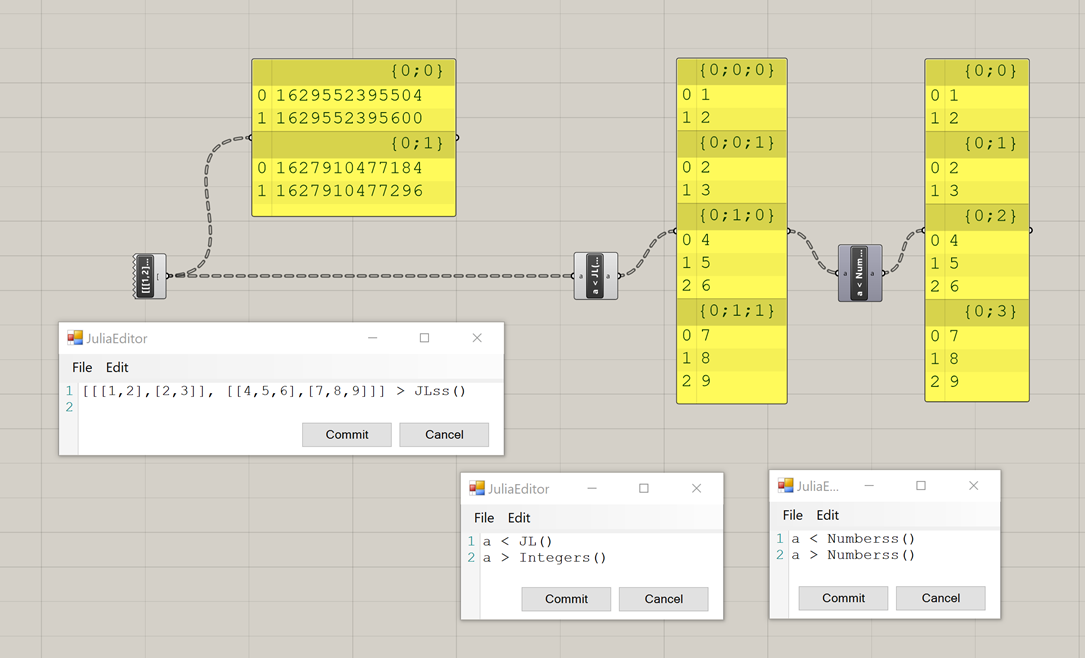 {0;0}
0 1629552395504
1 1629552395600
{0;1}
0 1627910477184
1 1627910477296
{0;0;0}
0 1
1 2
{0;0;1}
0 2
1 3
{0;1;0}
0 4
1 5
2 6
{0;1;1}
0 7
1 8
2 9
{0;0}
0 1
1 2
{0;1}
0 2
1 3
{0;2}
0 4
1 5
2 6
{0;3}
0 7
1 8
2 9
[[[1,2]... [
a a < JL(... a
a a < Num... a
JuliaEditor
File Edit
1 [[[1,2],[2,3]], [[4,5,6],[7,8,9]]] > JLss()
2
Commit Cancel
JuliaEditor
File Edit
1 a < JL()
2 a > Integers()
Commit Cancel
JuliaE...
File Edit
1 a < Numberss()
2 a > Numberss()
Commit Cancel